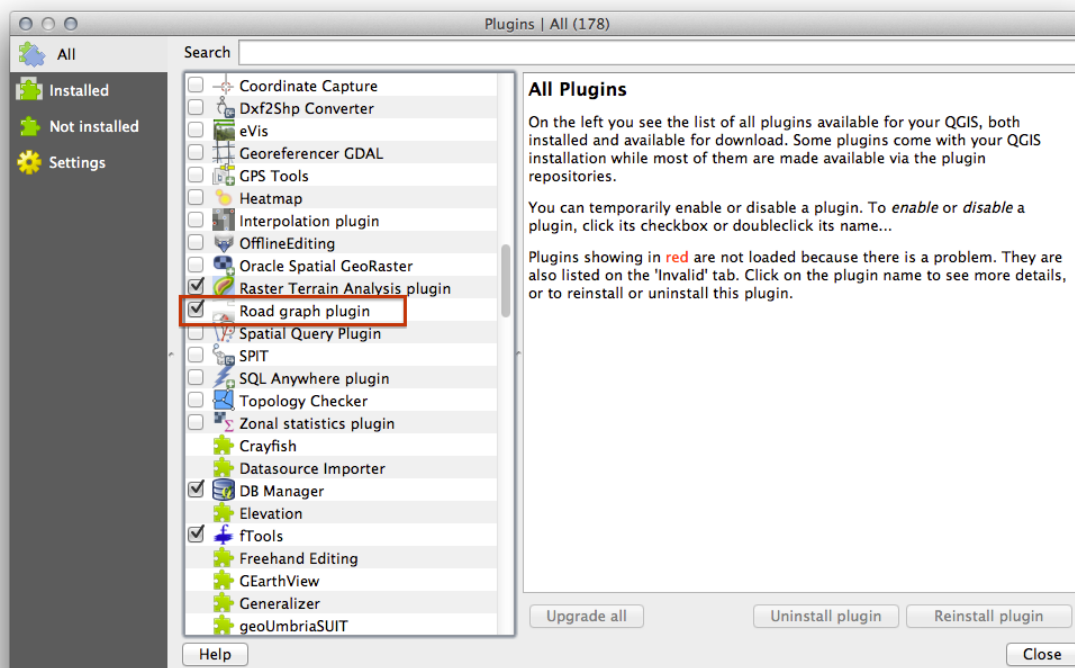 Plugins | All (178)
All
Installed
Not installed
Settings
Search
Coordinate Capture
Dxf2Shp Converter
eVis
Georeferencer GDAL
GPS Tools
Heatmap
Interpolation plugin
OfflineEditing
Oracle Spatial GeoRaster
Raster Terrain Analysis plugin
Road graph plugin
Spatial Query Plugin
SPIT
SQL Anywhere plugin
Topology Checker
Zonal statistics plugin
Crayfish
Datasource Importer
DB Manager
Elevation
fTools
Freehand Editing
GEarthView
Generalizer
geoUmbriaSUIT
All Plugins
On the left you see the list of all plugins available for your QGIS, both
installed and available for download. Some plugins come with your QGIS
installation while most of them are made available via the plugin
repositories.
You can temporarily enable or disable a plugin. To enable or disable a
plugin, click its checkbox or doubleclick its name...
Plugins showing in red are not loaded because there is a problem. They are
also listed on the 'Invalid' tab. Click on the plugin name to see more details,
or to reinstall or uninstall this plugin.
Upgrade all
Uninstall plugin
Reinstall plugin
Help
Close